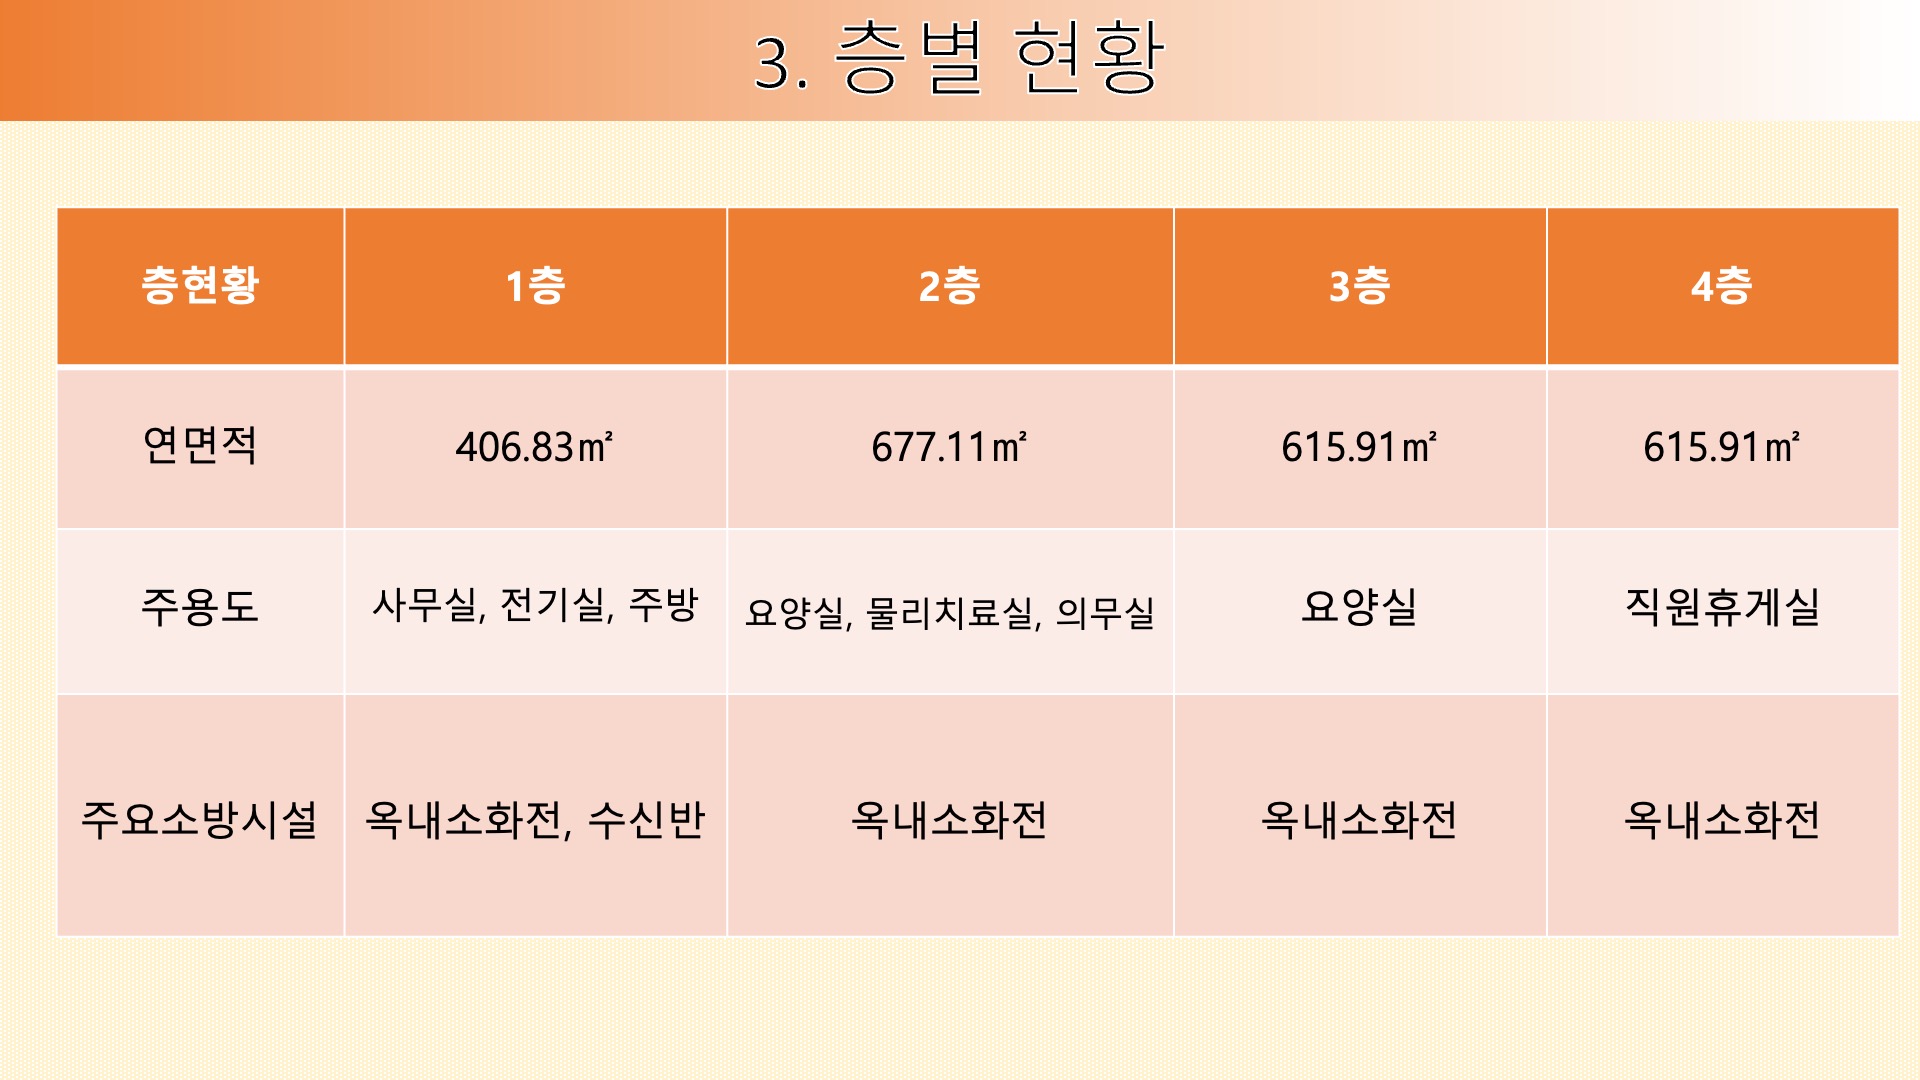 3. 층별 현황
층현황 1층 2층 3층 4층
연면적 406.83㎡ 677.11㎡ 615.91㎡ 615.91㎡
주용도 사무실, 전기실, 주방 요양실, 물리치료실, 의무실 요양실 직원휴게실
주요소방시설 옥내소화전, 수신반 옥내소화전 옥내소화전 옥내소화전